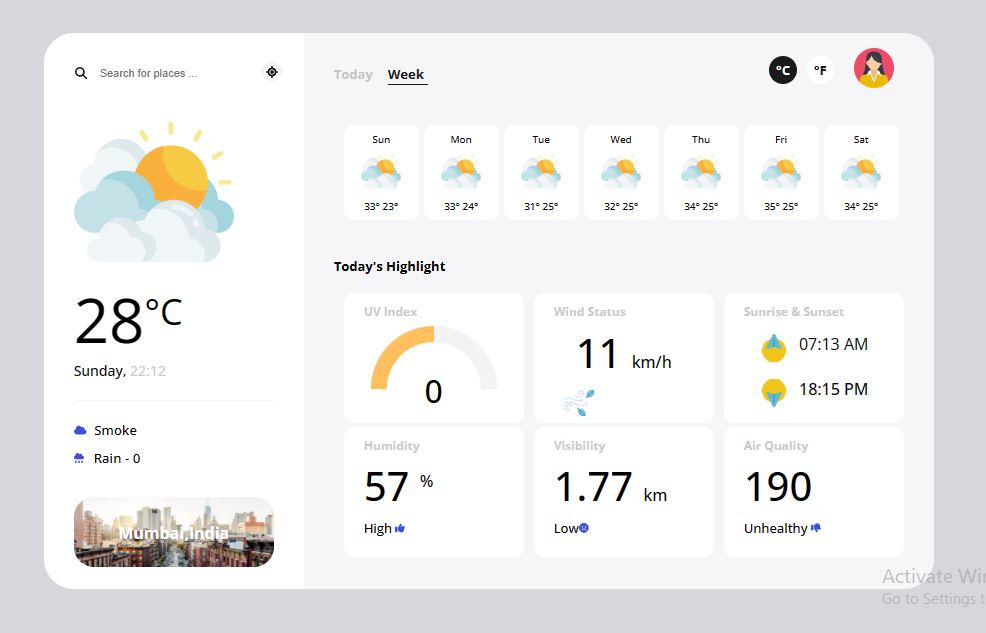 Search for places ...
28°C
Sunday, 22:12
Smoke
Rain - 0
Mumbai,India
Today Week
°C °F
Sun Mon Tue Wed Thu Fri Sat
33° 23° 33° 24° 31° 25° 32° 25° 34° 25° 35° 25° 34° 25°
Today's Highlight
UV Index
0
Wind Status
11 km/h
Sunrise & Sunset
07:13 AM
18:15 PM
Humidity
57 %
High
Visibility
1.77 km
Low
Air Quality
190
Unhealthy
Activate Win
Go to Settings t